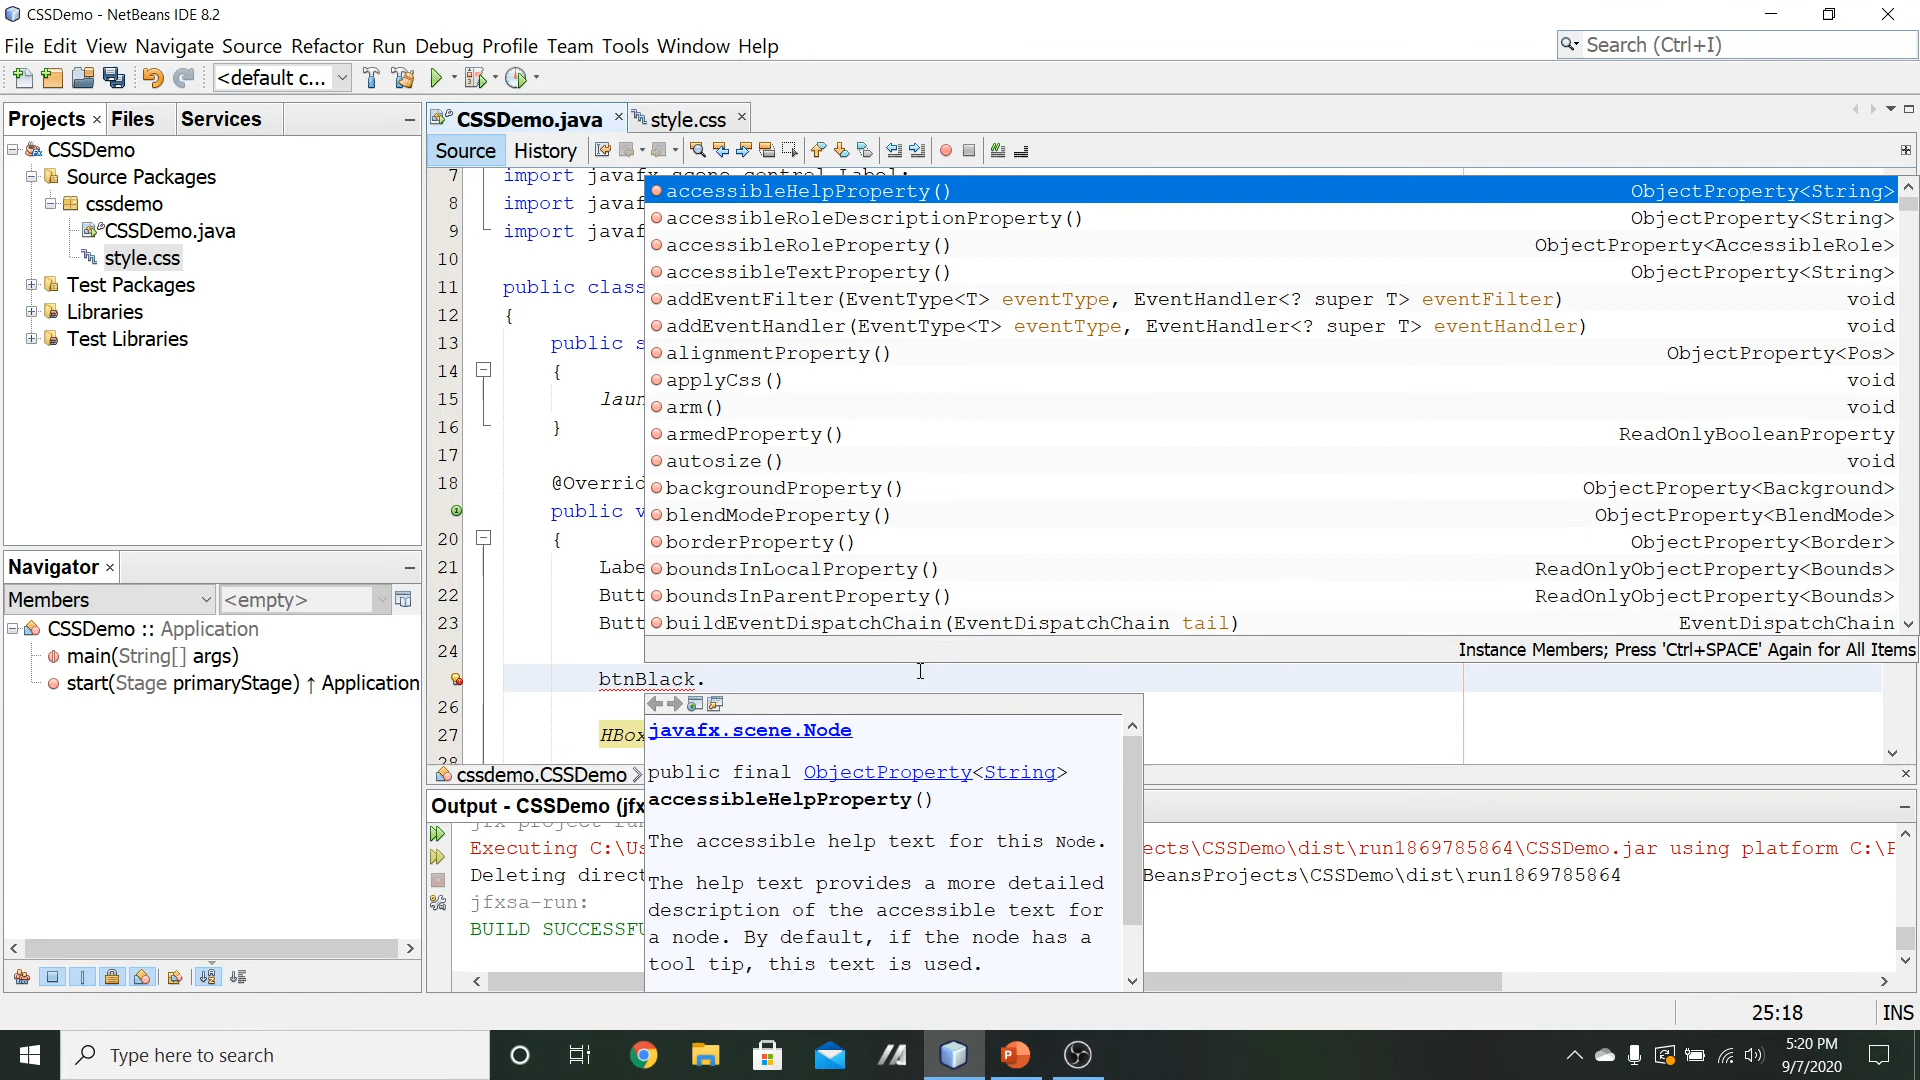 CSSDemo - NetBeans IDE 8.2
File Edit View Navigate Source Refactor Run Debug Profile Team Tools Window Help
Search (Ctrl+I)
<default c...
Projects
Files
Services
CSSDemo
Source Packages
cssdemo
CSSDemo.java
style.css
Test Packages
Libraries
Test Libraries
Navigator
Members
<empty>
CSSDemo :: Application
main(String[] args)
start(Stage primaryStage) ↑ Application
CSSDemo.java
style.css
Source
History
7 import javafx.scene.control.Label;
8 import javaf
9 import javaf
10
11 public class
12 {
13 public s
14 {
15 laun
16 }
17
18 @Overrid
public v
20 {
21 Labe
22 Butt
23 Butt
24
btnBlack.
26
27 HBox
28
accessibleHelpProperty() ObjectProperty<String>
accessibleRoleDescriptionProperty() ObjectProperty<String>
accessibleRoleProperty() ObjectProperty<AccessibleRole>
accessibleTextProperty() ObjectProperty<String>
addEventFilter(EventType<T> eventType, EventHandler<? super T> eventFilter) void
addEventHandler(EventType<T> eventType, EventHandler<? super T> eventHandler) void
alignmentProperty() ObjectProperty<Pos>
applyCss() void
arm() void
armedProperty() ReadOnlyBooleanProperty
autosize() void
backgroundProperty() ObjectProperty<Background>
blendModeProperty() ObjectProperty<BlendMode>
borderProperty() ObjectProperty<Border>
boundsInLocalProperty() ReadOnlyObjectProperty<Bounds>
boundsInParentProperty() ReadOnlyObjectProperty<Bounds>
buildEventDispatchChain(EventDispatchChain tail) EventDispatchChain
Instance Members; Press 'Ctrl+SPACE' Again for All Items
javafx.scene.Node
public final ObjectProperty<String>
accessibleHelpProperty()
The accessible help text for this Node.
The help text provides a more detailed
description of the accessible text for
a node. By default, if the node has a
tool tip, this text is used.
cssdemo.CSSDemo
Output - CSSDemo (jfx
Executing C:\Us
ects\CSSDemo\dist\run1869785864\CSSDemo.jar using platform C:\P
Deleting direct
BeansProjects\CSSDemo\dist\run1869785864
jfxsa-run:
BUILD SUCCESSFU
25:18
INS
Type here to search
5:20 PM
9/7/2020